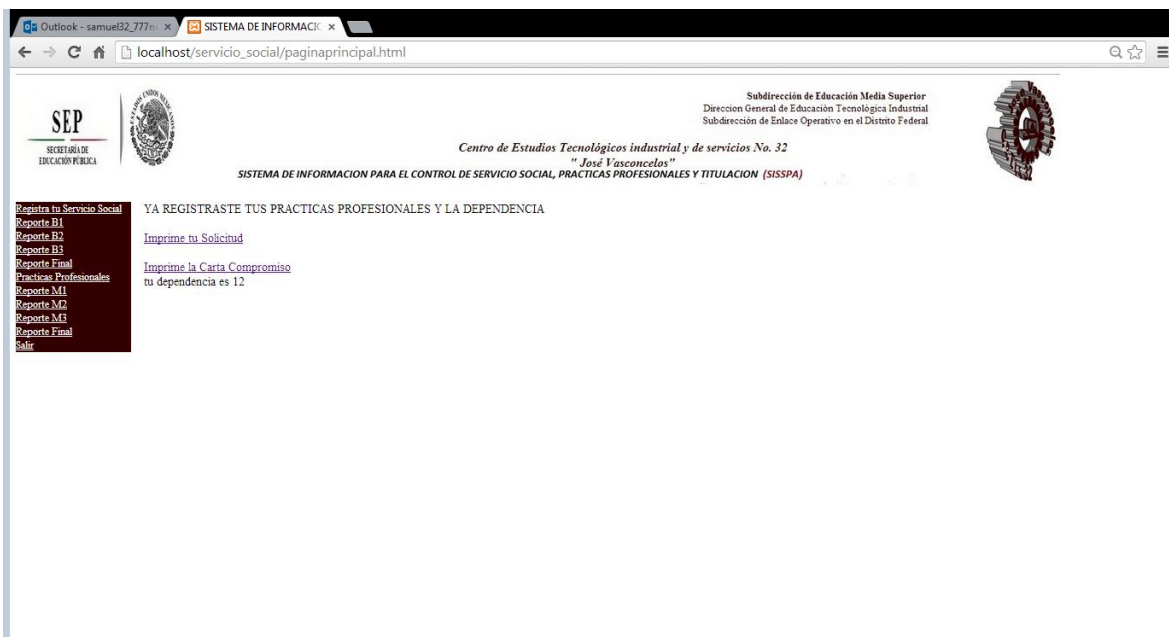 Outlook - samuel32_777
SISTEMA DE INFORMACIC
localhost/servicio_social/paginaprincipal.html
SEP
SECRETARÍA DE
EDUCACIÓN PÚBLICA
ESTADOS UNIDOS MEXICANOS
Subdirección de Educación Media Superior
Direccion General de Educación Tecnológica Industrial
Subdirección de Enlace Operativo en el Distrito Federal
Centro de Estudios Tecnológicos industrial y de servicios No. 32
" José Vasconcelos"
SISTEMA DE INFORMACION PARA EL CONTROL DE SERVICIO SOCIAL, PRACTICAS PROFESIONALES Y TITULACION (SISSPA)
Registra tu Servicio Social
Reporte B1
Reporte B2
Reporte B3
Reporte Final
Practicas Profesionales
Reporte M1
Reporte M2
Reporte M3
Reporte Final
Salir
YA REGISTRASTE TUS PRACTICAS PROFESIONALES Y LA DEPENDENCIA
Imprime tu Solicitud
Imprime la Carta Compromiso
tu dependencia es 12